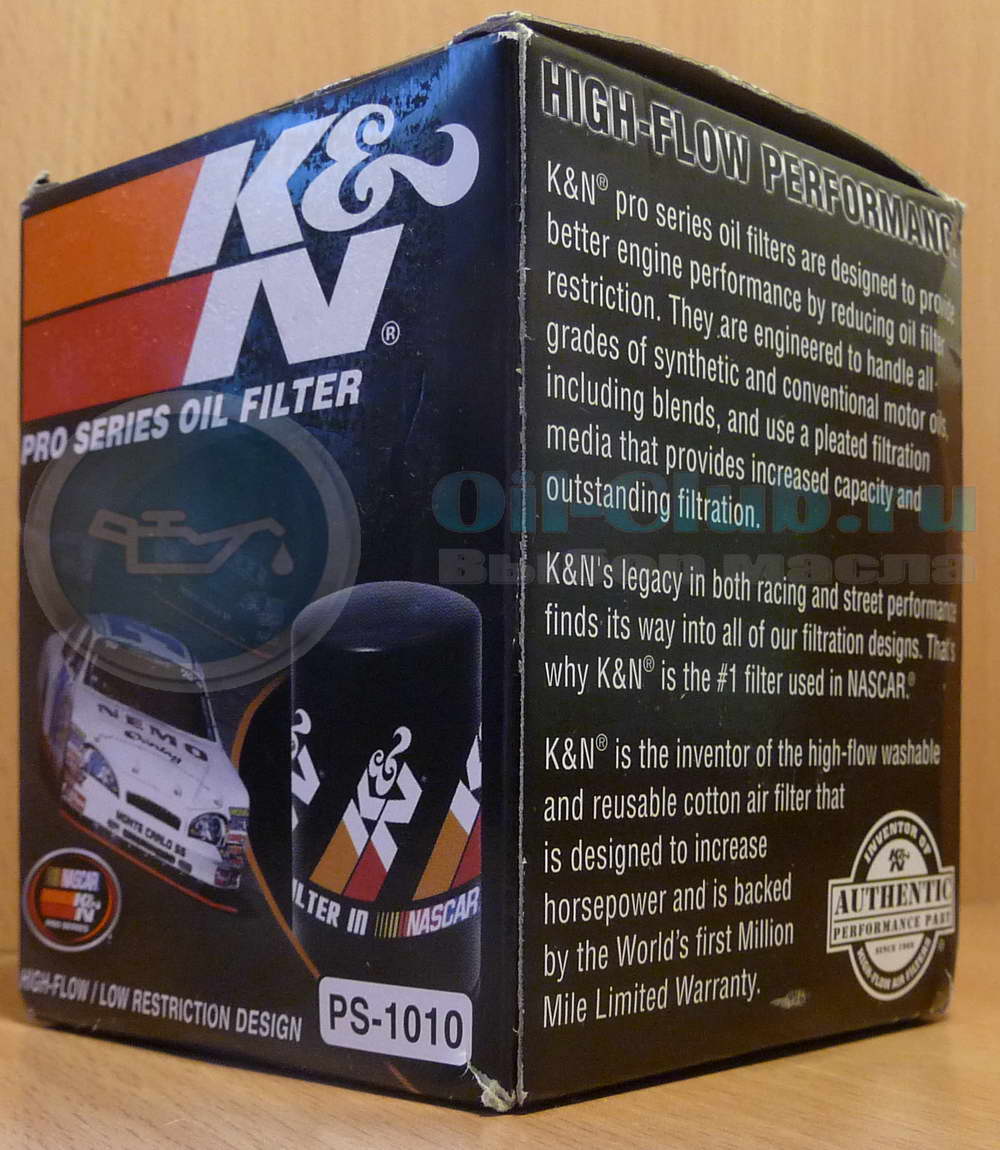 K&N®
PRO SERIES OIL FILTER
NEMO
MONTE CARLO SS
K&N
FILTER IN NASCAR
NASCAR
K&N
HIGH-FLOW / LOW RESTRICTION DESIGN
PS-1010
HIGH-FLOW PERFORMANC
K&N® pro series oil filters are designed to provide
better engine performance by reducing oil filter
restriction. They are engineered to handle all
grades of synthetic and conventional motor oils,
including blends, and use a pleated filtration
media that provides increased capacity and
outstanding filtration.
K&N's legacy in both racing and street performance
finds its way into all of our filtration designs. That's
why K&N® is the #1 filter used in NASCAR.®
K&N® is the inventor of the high-flow washable
and reusable cotton air filter that
is designed to increase
horsepower and is backed
by the World's first Million
Mile Limited Warranty.
INVENTOR OF
K&N
AUTHENTIC
PERFORMANCE PART
SINCE 1969
HIGH-FLOW AIR FILTERS
Oil-Club.ru
Выбор масла